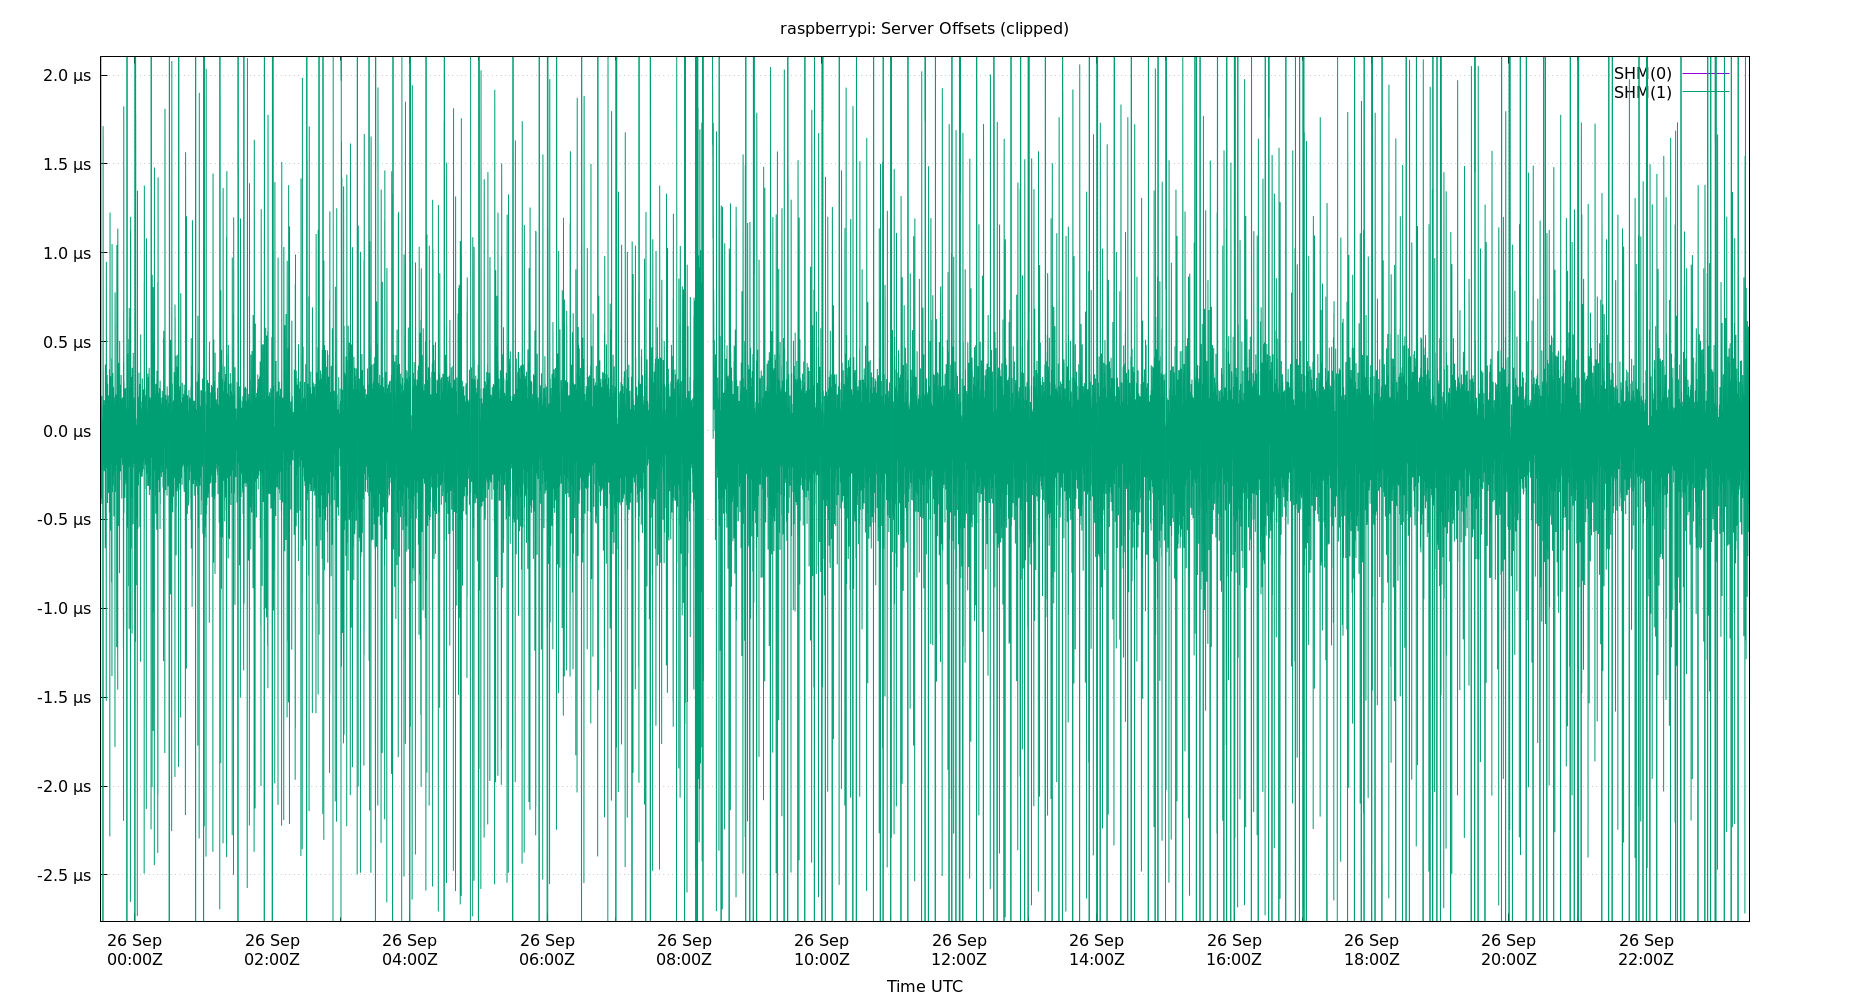 raspberrypi: Server Offsets (clipped)
2.0 µs
1.5 µs
1.0 µs
0.5 µs
0.0 µs
-0.5 µs
-1.0 µs
-1.5 µs
-2.0 µs
-2.5 µs
SHM(0)
SHM(1)
26 Sep 26 Sep 26 Sep 26 Sep 26 Sep 26 Sep 26 Sep 26 Sep 26 Sep 26 Sep 26 Sep 26 Sep
00:00Z 02:00Z 04:00Z 06:00Z 08:00Z 10:00Z 12:00Z 14:00Z 16:00Z 18:00Z 20:00Z 22:00Z
Time UTC